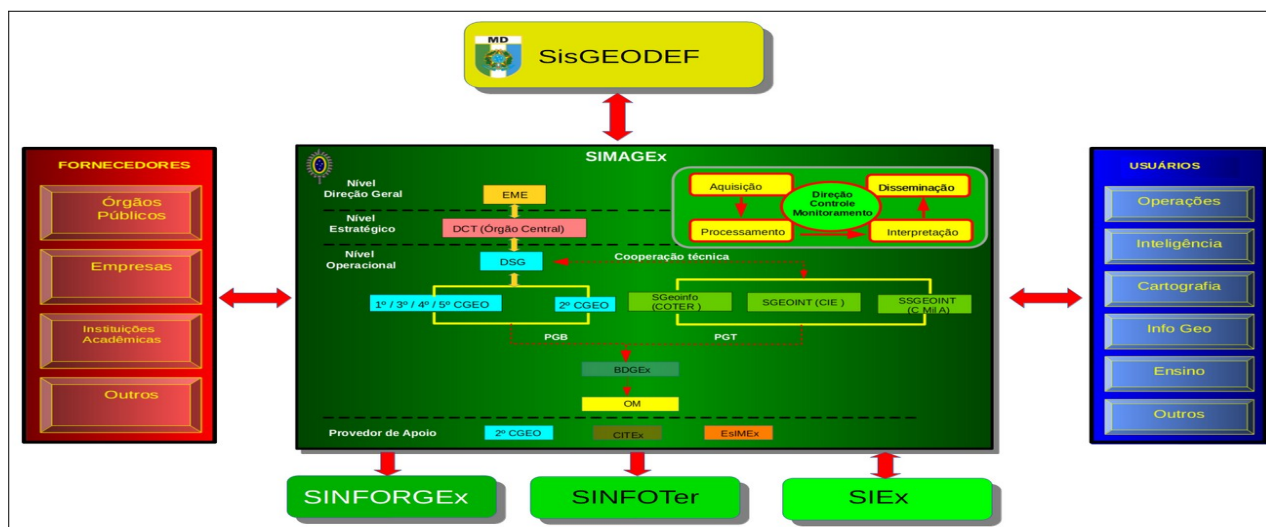 MD
SisGEODEF
FORNECEDORES
Órgãos
Públicos
Empresas
Instituições
Acadêmicas
Outros
SIMAGEx
Nível
Direção Geral
EME
Nível
Estratégico
DCT (Órgão Central)
Nível
Operacional
DSG
Cooperação técnica
Aquisição
Direção
Controle
Monitoramento
Disseminação
Processamento
Interpretação
1º / 3º / 4º / 5º CGEO
2º CGEO
SGeoinfo
(COTER )
SGEOINT (CIE )
SSGEOINT
(C Mil A)
PGB
PGT
BDGEx
OM
Provedor de Apoio
2º CGEO
CITEx
EsIMEx
USUÁRIOS
Operações
Inteligência
Cartografia
Info Geo
Ensino
Outros
SINFORGEx
SINFOTer
SIEx